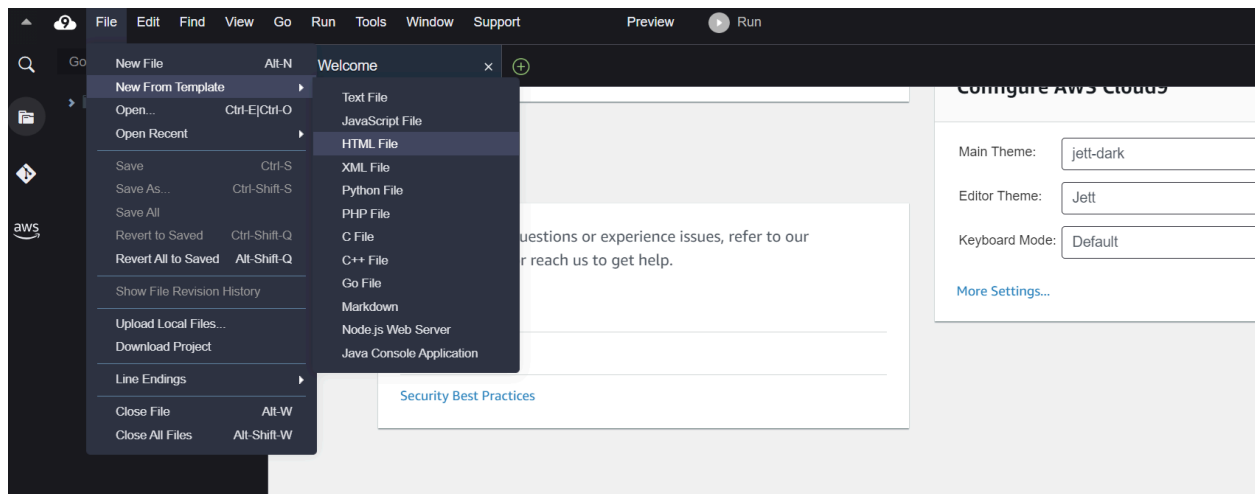 File Edit Find View Go Run Tools Window Support Preview Run
Go
New File Alt-N
New From Template
Open... Ctrl-E|Ctrl-O
Open Recent
Save Ctrl-S
Save As... Ctrl-Shift-S
Save All
Revert to Saved Ctrl-Shift-Q
Revert All to Saved Alt-Shift-Q
Show File Revision History
Upload Local Files...
Download Project
Line Endings
Close File Alt-W
Close All Files Alt-Shift-W
Welcome
Text File
JavaScript File
HTML File
XML File
Python File
PHP File
C File
C++ File
Go File
Markdown
Node.js Web Server
Java Console Application
aws
uestions or experience issues, refer to our
r reach us to get help.
Security Best Practices
Configure AWS Cloud9
Main Theme: jett-dark
Editor Theme: Jett
Keyboard Mode: Default
More Settings...